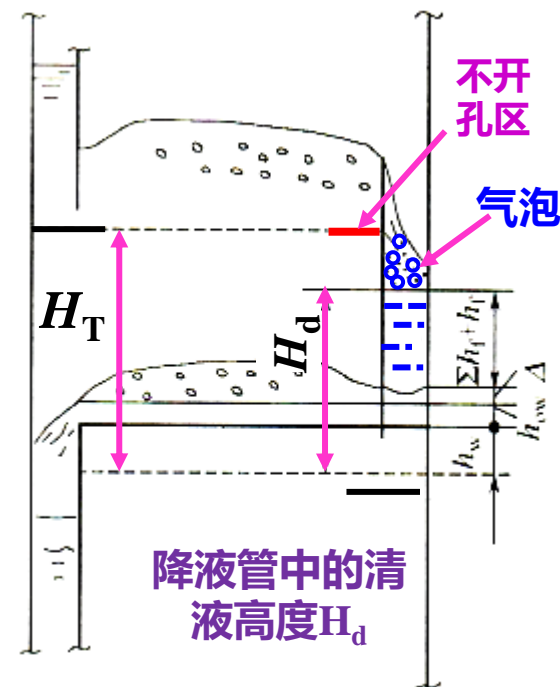 不开
孔区
气泡
H_T
H_d
Σh_f + h_f
Δ
h_ow
h_w
降液管中的清
液高度H_d